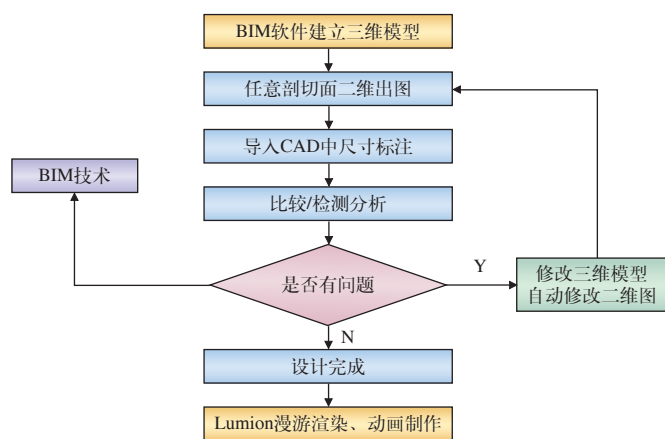 BIM软件建立三维模型
任意剖切面二维出图
导入CAD中尺寸标注
BIM技术
比较/检测分析
是否有问题
Y
修改三维模型
自动修改二维图
N
设计完成
Lumion漫游渲染、动画制作